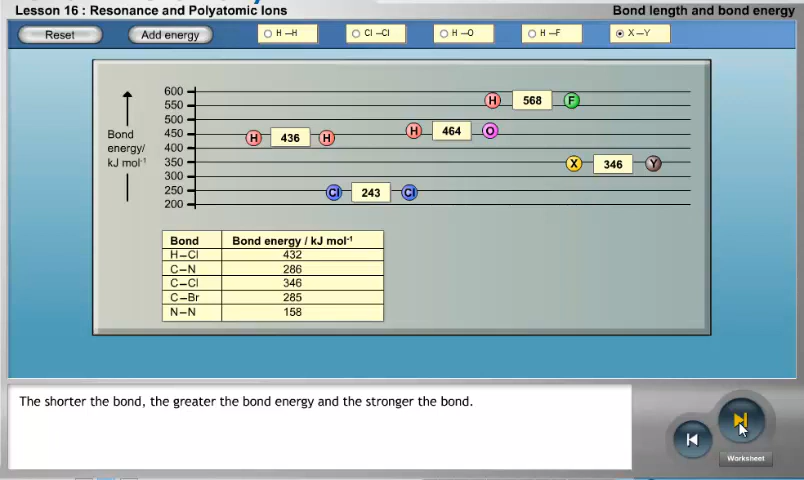 Lesson 16 : Resonance and Polyatomic Ions
Bond length and bond energy
Reset
Add energy
H –H
Cl –Cl
H –O
H –F
X –Y
600
550
500
450
400
350
300
250
200
Bond
energy/
kJ mol⁻¹
H 568 F
H 436 H
H 464 O
X 346 Y
Cl 243 Cl
Bond Bond energy / kJ mol⁻¹
H–Cl 432
C–N 286
C–Cl 346
C–Br 285
N–N 158
The shorter the bond, the greater the bond energy and the stronger the bond.
Worksheet